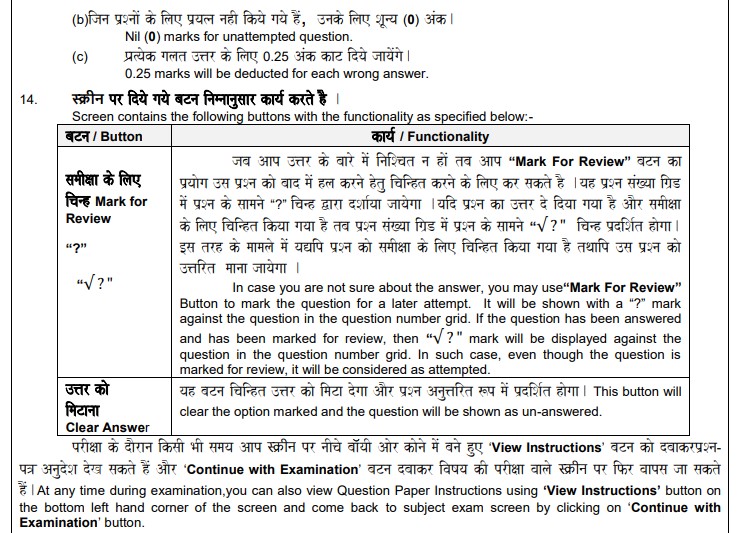 (b)जिन प्रश्नों के लिए प्रयत्न नही किये गये हैं, उनके लिए शून्य (0) अंक।
Nil (0) marks for unattempted question.
(c) प्रत्येक गलत उत्तर के लिए 0.25 अंक काट दिये जायेंगे।
0.25 marks will be deducted for each wrong answer.
14. स्क्रीन पर दिये गये बटन निम्नानुसार कार्य करते है ।
Screen contains the following buttons with the functionality as specified below:-
बटन / Button
कार्य / Functionality
समीक्षा के लिए
चिन्ह Mark for
Review
“?”
“√?"
जब आप उत्तर के बारे में निश्चित न हों तब आप “Mark For Review” बटन का
प्रयोग उस प्रश्न को बाद में हल करने हेतु चिन्हित करने के लिए कर सकते है ।यह प्रश्न संख्या ग्रिड
में प्रश्न के सामने “?” चिन्ह द्वारा दर्शाया जायेगा ।यदि प्रश्न का उत्तर दे दिया गया है और समीक्षा
के लिए चिन्हित किया गया है तब प्रश्न संख्या ग्रिड में प्रश्न के सामने “√?" चिन्ह प्रदर्शित होगा।
इस तरह के मामले में यद्यपि प्रश्न को समीक्षा के लिए चिन्हित किया गया है तथापि उस प्रश्न को
उत्तरित माना जायेगा ।
In case you are not sure about the answer, you may use“Mark For Review”
Button to mark the question for a later attempt. It will be shown with a “?” mark
against the question in the question number grid. If the question has been answered
and has been marked for review, then “√?" mark will be displayed against the
question in the question number grid. In such case, even though the question is
marked for review, it will be considered as attempted.
उत्तर को
मिटाना
Clear Answer
यह बटन चिन्हित उत्तर को मिटा देगा और प्रश्न अनुत्तरित रूप में प्रदर्शित होगा। This button will
clear the option marked and the question will be shown as un-answered.
परीक्षा के दौरान किसी भी समय आप स्क्रीन पर नीचे बॉयी ओर कोने में बने हुए ‘View Instructions’ बटन को दबाकरप्रश्न-
पत्र अनुदेश देख सकते हैं और ‘Continue with Examination’ बटन दबाकर विषय की परीक्षा वाले स्क्रीन पर फिर वापस जा सकते
हैं।At any time during examination,you can also view Question Paper Instructions using ‘View Instructions’ button on
the bottom left hand corner of the screen and come back to subject exam screen by clicking on ‘Continue with
Examination’ button.